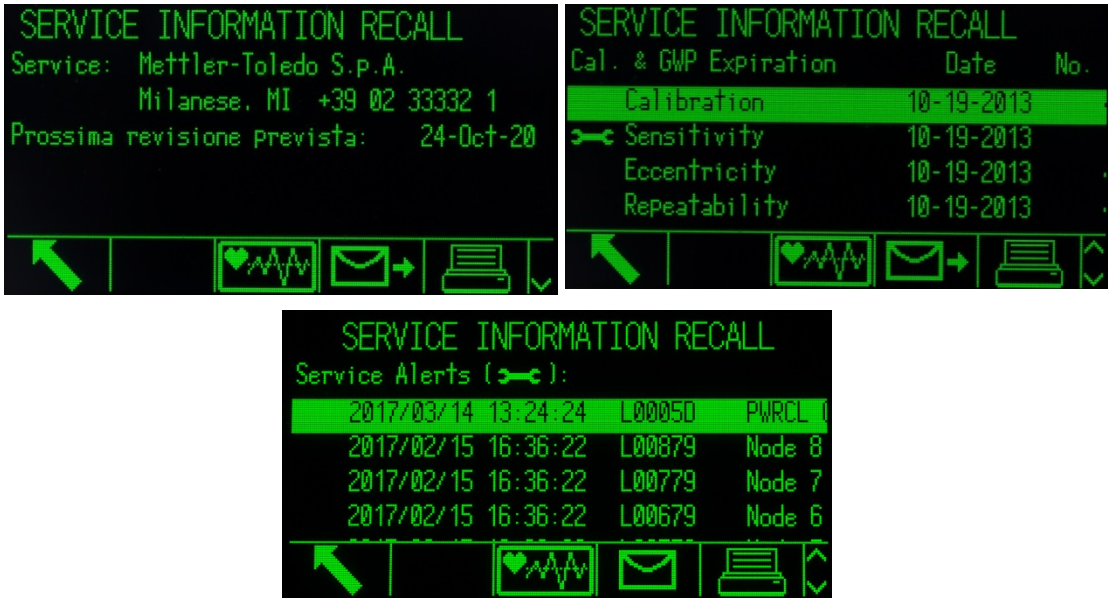 SERVICE INFORMATION RECALL
Service: Mettler-Toledo S.p.A.
Milanese, MI +39 02 33332 1
Prossima revisione prevista: 24-Oct-20
SERVICE INFORMATION RECALL
Cal. & GWP Expiration Date No.
Calibration 10-19-2013
Sensitivity 10-19-2013
Eccentricity 10-19-2013
Repeatability 10-19-2013
SERVICE INFORMATION RECALL
Service Alerts ( ):
2017/03/14 13:24:24 L0005D PWRCL
2017/02/15 16:36:22 L00879 Node 8
2017/02/15 16:36:22 L00779 Node 7
2017/02/15 16:36:22 L00679 Node 6